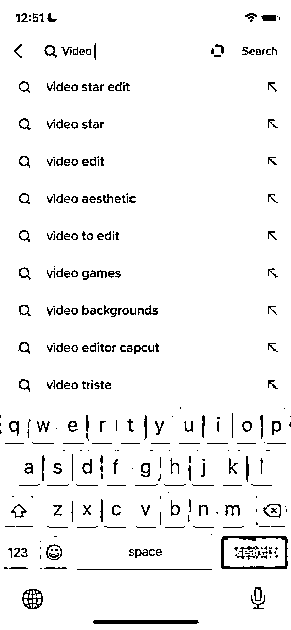 12:51
Video Search
video star edit
video star
video edit
video aesthetic
video to edit
video games
video backgrounds
video editor capcut
video triste
q w e r t y u i o p
a s d f g h j k l
z x c v b n m
123 space